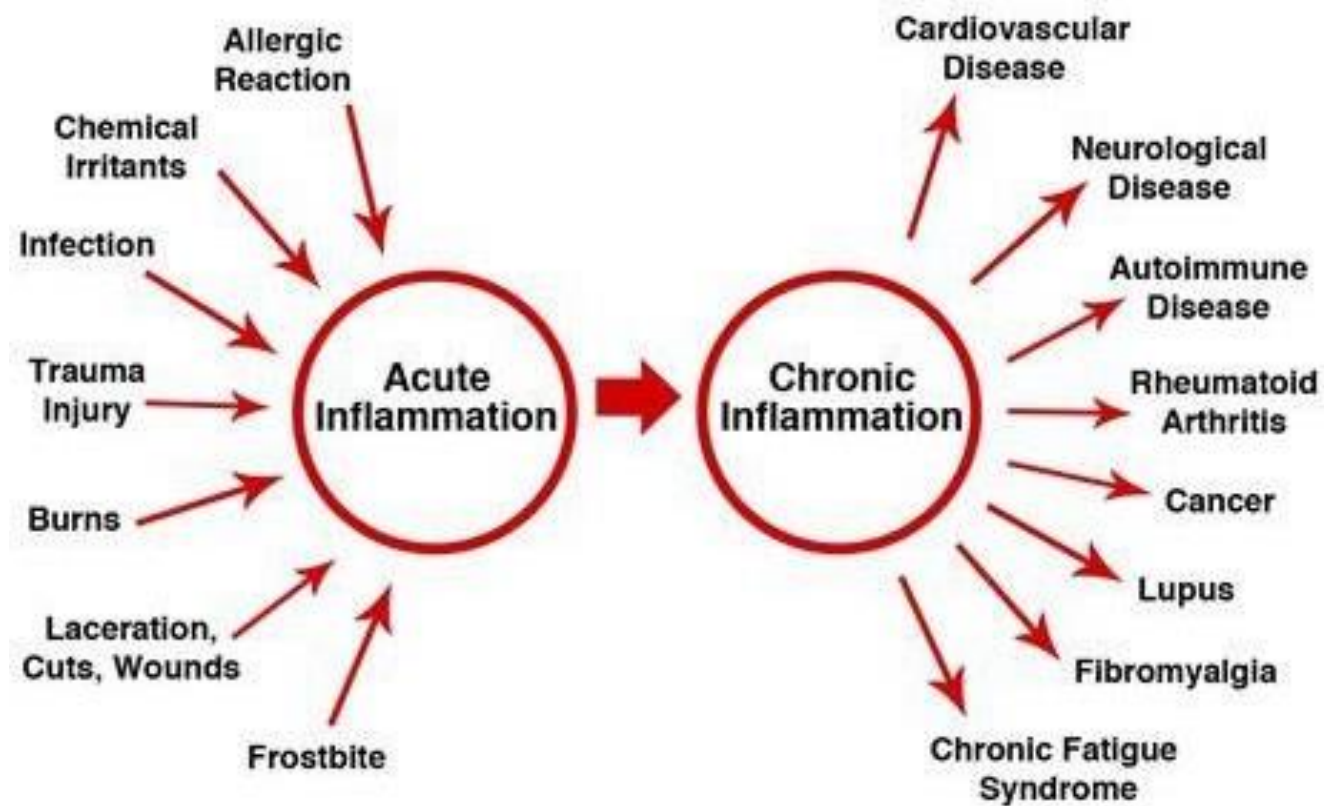 Allergic
Reaction
Chemical
Irritants
Infection
Trauma
Injury
Burns
Laceration,
Cuts, Wounds
Frostbite
Acute
Inflammation
Chronic
Inflammation
Cardiovascular
Disease
Neurological
Disease
Autoimmune
Disease
Rheumatoid
Arthritis
Cancer
Lupus
Fibromyalgia
Chronic Fatigue
Syndrome